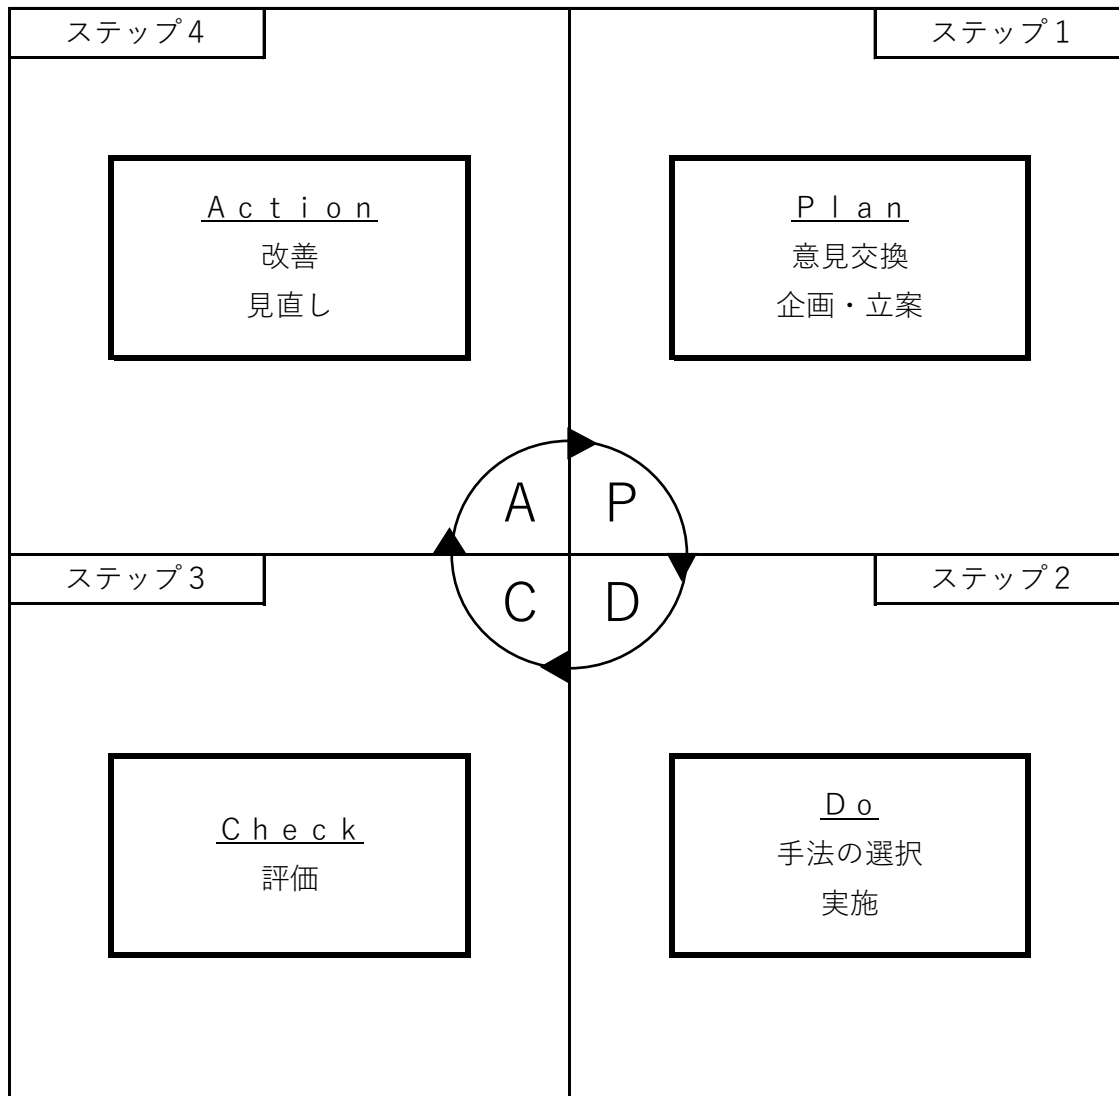 ステップ４
ステップ１
Ａｃｔｉｏｎ
改善
見直し
Ｐｌａｎ
意見交換
企画・立案
A
P
C
D
ステップ３
ステップ２
Ｃｈｅｃｋ
評価
Ｄｏ
手法の選択
実施